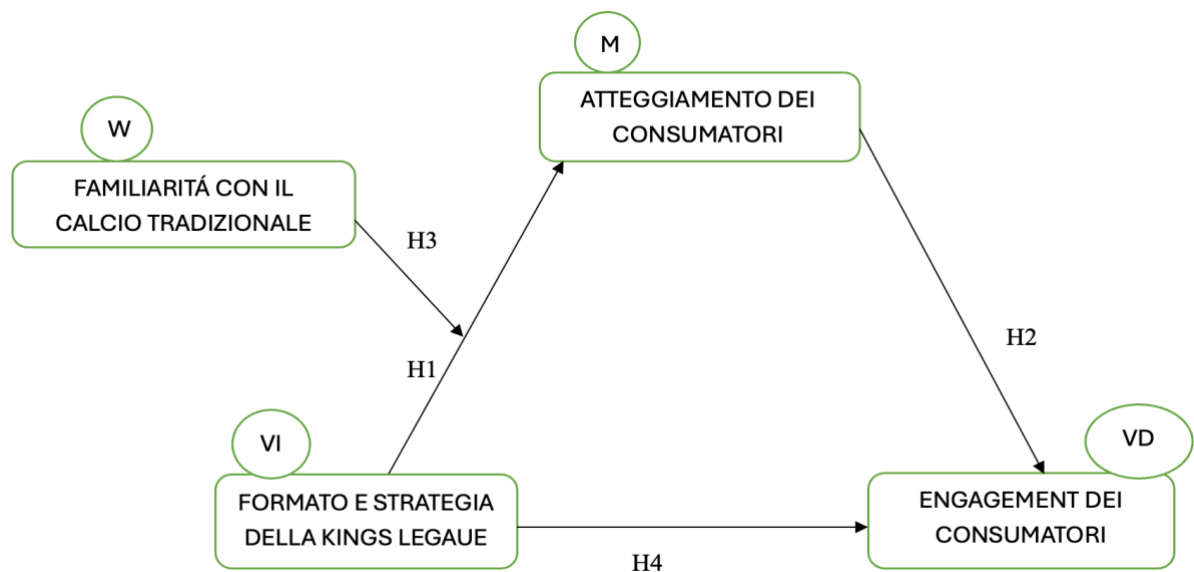 M
ATTEGGIAMENTO DEI
CONSUMATORI
W
FAMILIARITÁ CON IL
CALCIO TRADIZIONALE
H3
H1
H2
VI
FORMATO E STRATEGIA
DELLA KINGS LEGAUE
VD
ENGAGEMENT DEI
CONSUMATORI
H4